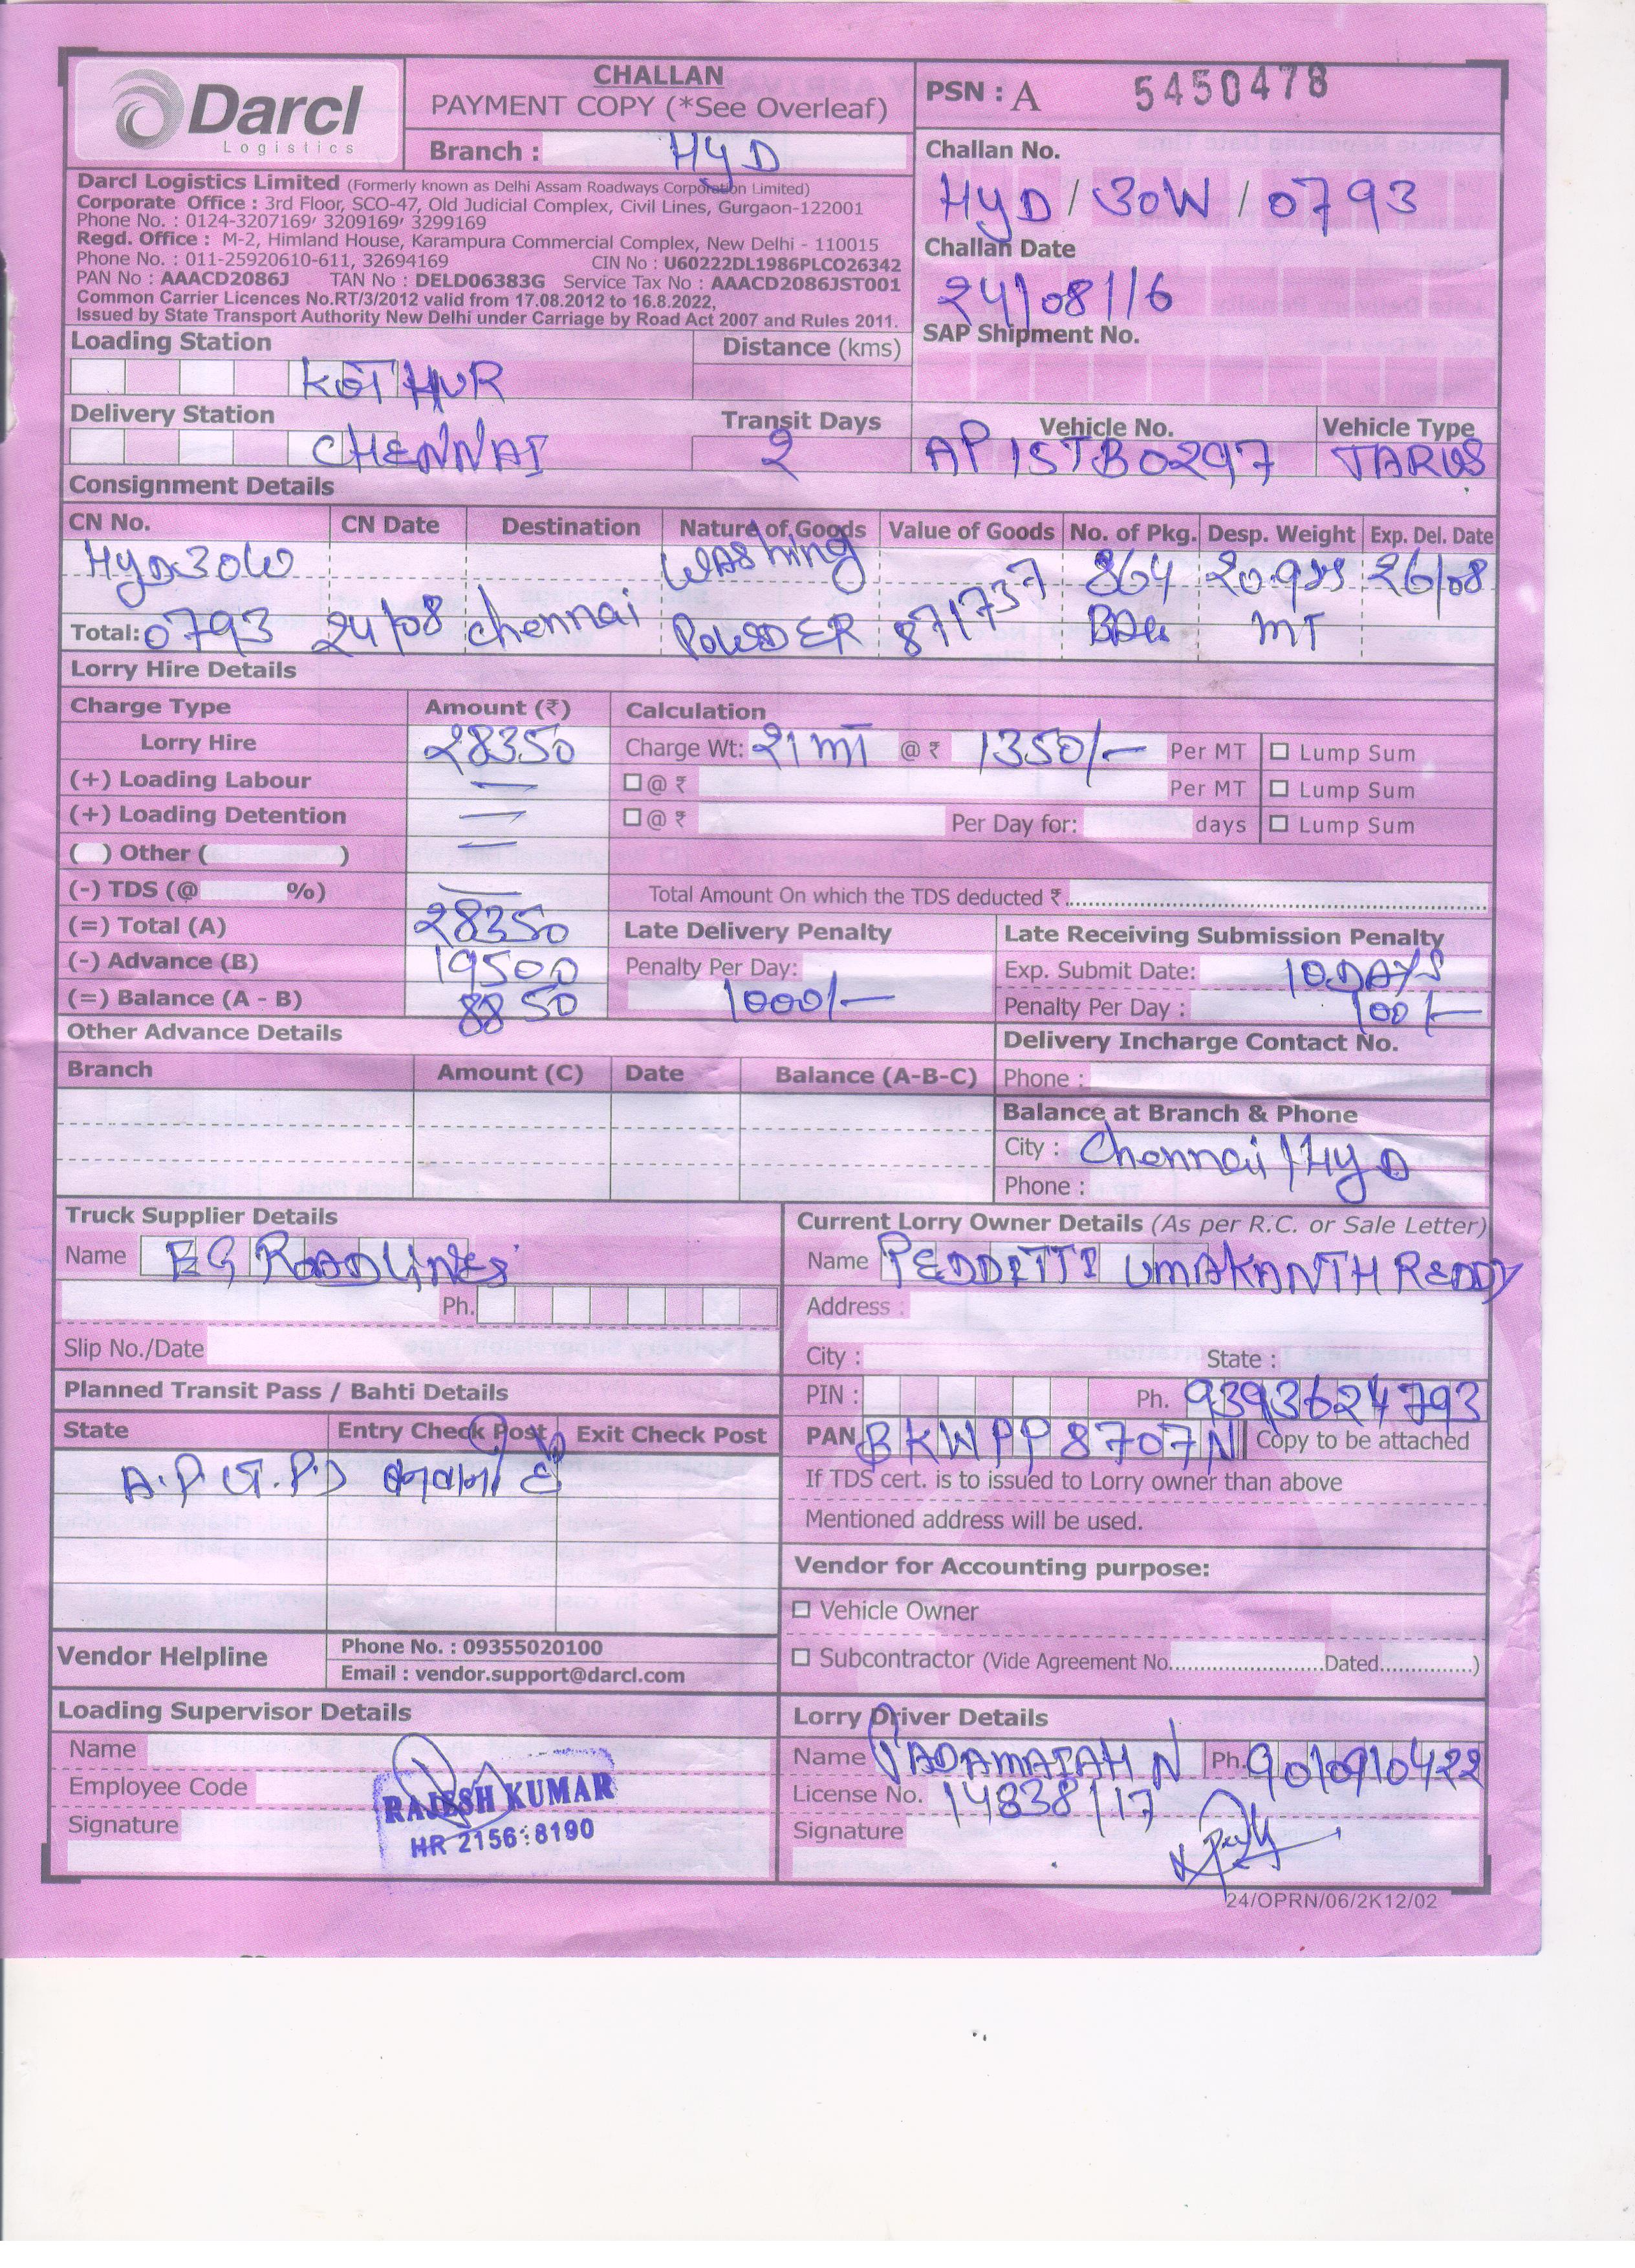 Darcl
Logistics
CHALLAN
PAYMENT COPY (*See Overleaf)
Branch : HYD
PSN : A 5450478
Darcl Logistics Limited (Formerly known as Delhi Assam Roadways Corporation Limited)
Corporate Office : 3rd Floor, SCO-47, Old Judicial Complex, Civil Lines, Gurgaon-122001
Phone No. : 0124-3207169, 3209169, 3299169
Regd. Office : M-2, Himland House, Karampura Commercial Complex, New Delhi - 110015
Phone No. : 011-25920610-611, 32694169 CIN No : U60222DL1986PLCO26342
PAN No : AAACD2086J TAN No : DELD06383G Service Tax No : AAACD2086JST001
Common Carrier Licences No.RT/3/2012 valid from 17.08.2012 to 16.8.2022,
Issued by State Transport Authority New Delhi under Carriage by Road Act 2007 and Rules 2011.
Challan No.
HYD / 30W / 0793
Challan Date
24/08/16
SAP Shipment No.
Loading Station Distance (kms)
KOTHUR
Delivery Station Transit Days Vehicle No. Vehicle Type
CHENNAI 2 AP15TB0297 TARUS
Consignment Details
CN No. CN Date Destination Nature of Goods Value of Goods No. of Pkg. Desp. Weight Exp. Del. Date
HYD30W washing 871737 864 26/08
Total: 0793 24/08 chennai POWDER MT
Lorry Hire Details
Charge Type Amount (₹) Calculation
Lorry Hire 28350 Charge Wt: 21 MT @ ₹ 1350/- Per MT Lump Sum
(+) Loading Labour — @ ₹ Per MT Lump Sum
(+) Loading Detention — @ ₹ Per Day for: days Lump Sum
( ) Other ( ) —
(-) TDS (@ %) — Total Amount On which the TDS deducted ₹
(=) Total (A) 28350 Late Delivery Penalty Late Receiving Submission Penalty
(-) Advance (B) 19500 Penalty Per Day: Exp. Submit Date: 10 DAYS
(=) Balance (A - B) 8850 1000/- Penalty Per Day : 100/-
Other Advance Details Delivery Incharge Contact No.
Branch Amount (C) Date Balance (A-B-C) Phone :
Balance at Branch & Phone
City : Chennai / HYD
Phone :
Truck Supplier Details
Name EG ROADLINES
Ph.
Slip No./Date
Current Lorry Owner Details (As per R.C. or Sale Letter)
Name PEDDITTI UMAKANTH REDDY
Address :
City : State :
PIN : Ph. 9393624793
PAN BKWPP8707N Copy to be attached
If TDS cert. is to issued to Lorry owner than above
Mentioned address will be used.
Planned Transit Pass / Bahti Details
State Entry Check Post Exit Check Post
Vendor for Accounting purpose:
Vehicle Owner
Subcontractor (Vide Agreement No. Dated )
Vendor Helpline Phone No. : 09355020100
Email : vendor.support@darcl.com
Loading Supervisor Details
Name
Employee Code
Signature
RAJESH KUMAR
HR 2156:8190
Lorry Driver Details
Name PADAMAIAH N Ph. 9010910422
License No. 14838/17
Signature
24/OPRN/06/2K12/02